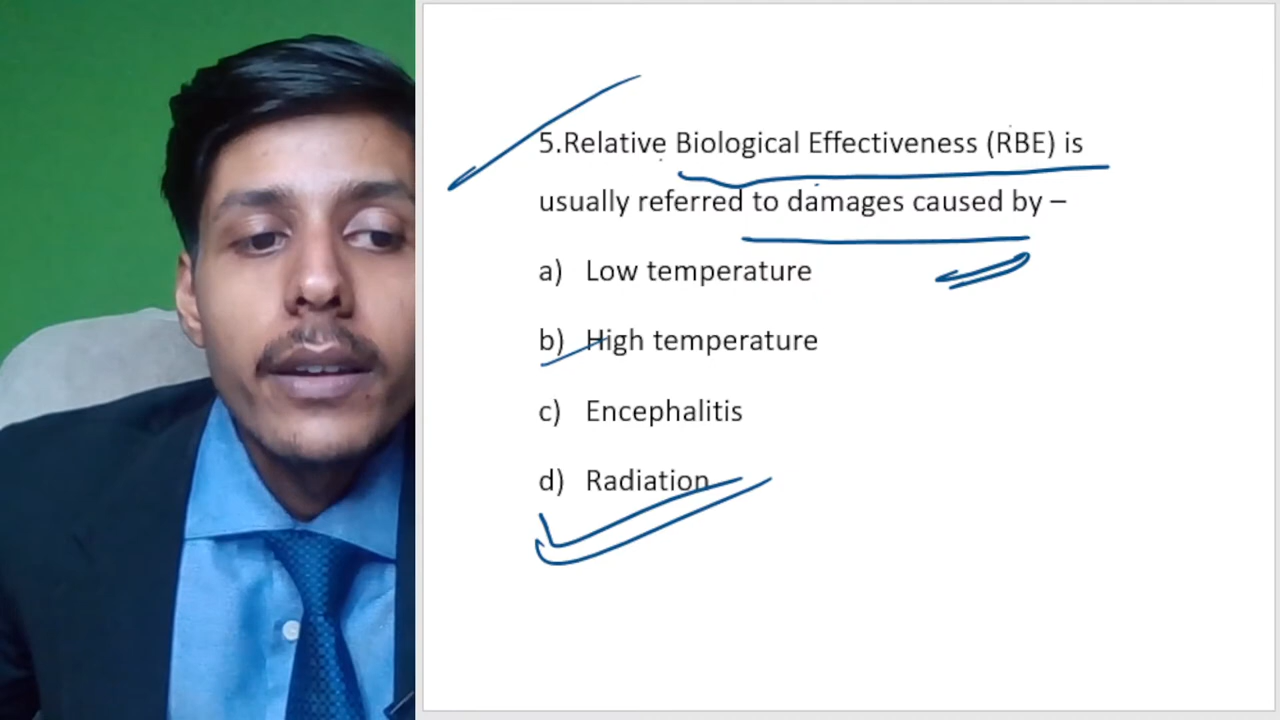 5.Relative Biological Effectiveness (RBE) is
usually referred to damages caused by –
a) Low temperature
b) High temperature
c) Encephalitis
d) Radiation